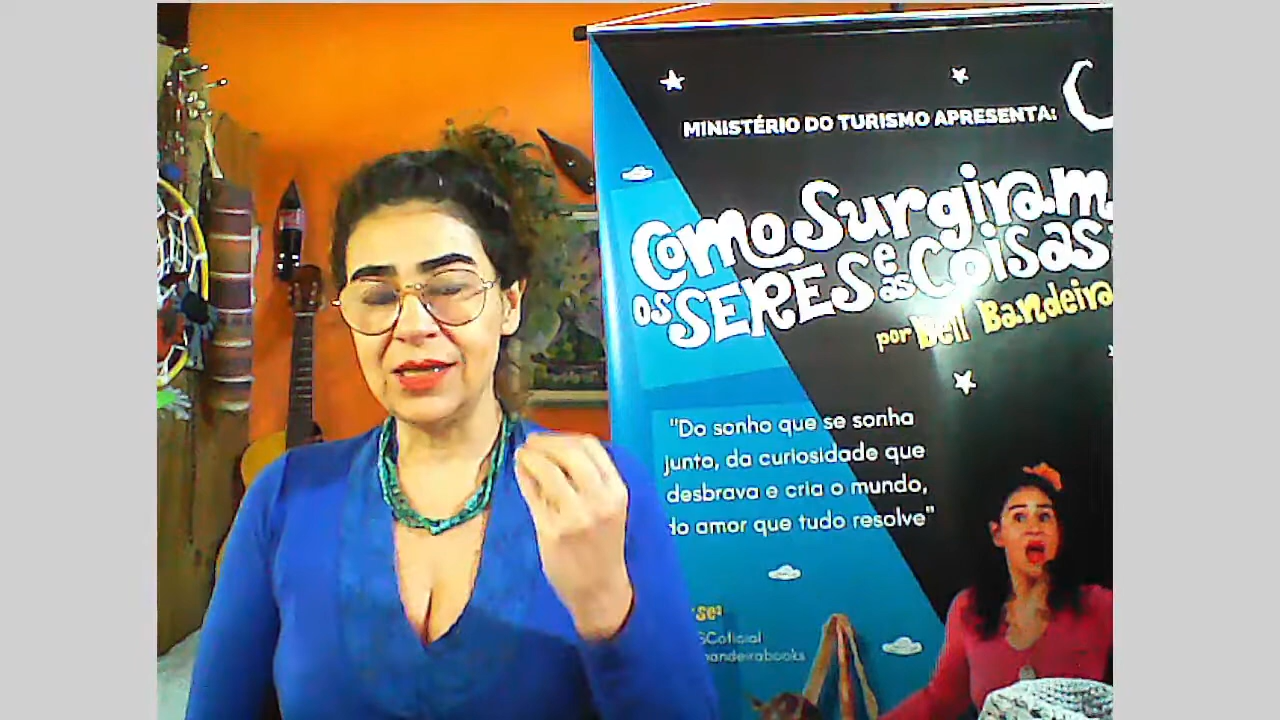 MINISTÉRIO DO TURISMO APRESENTA:
Como Surgiram
os SERES e as Coisas
por bell Bandeira
"Do sonho que se sonha
junto, da curiosidade que
desbrava e cria o mundo,
do amor que tudo resolve"